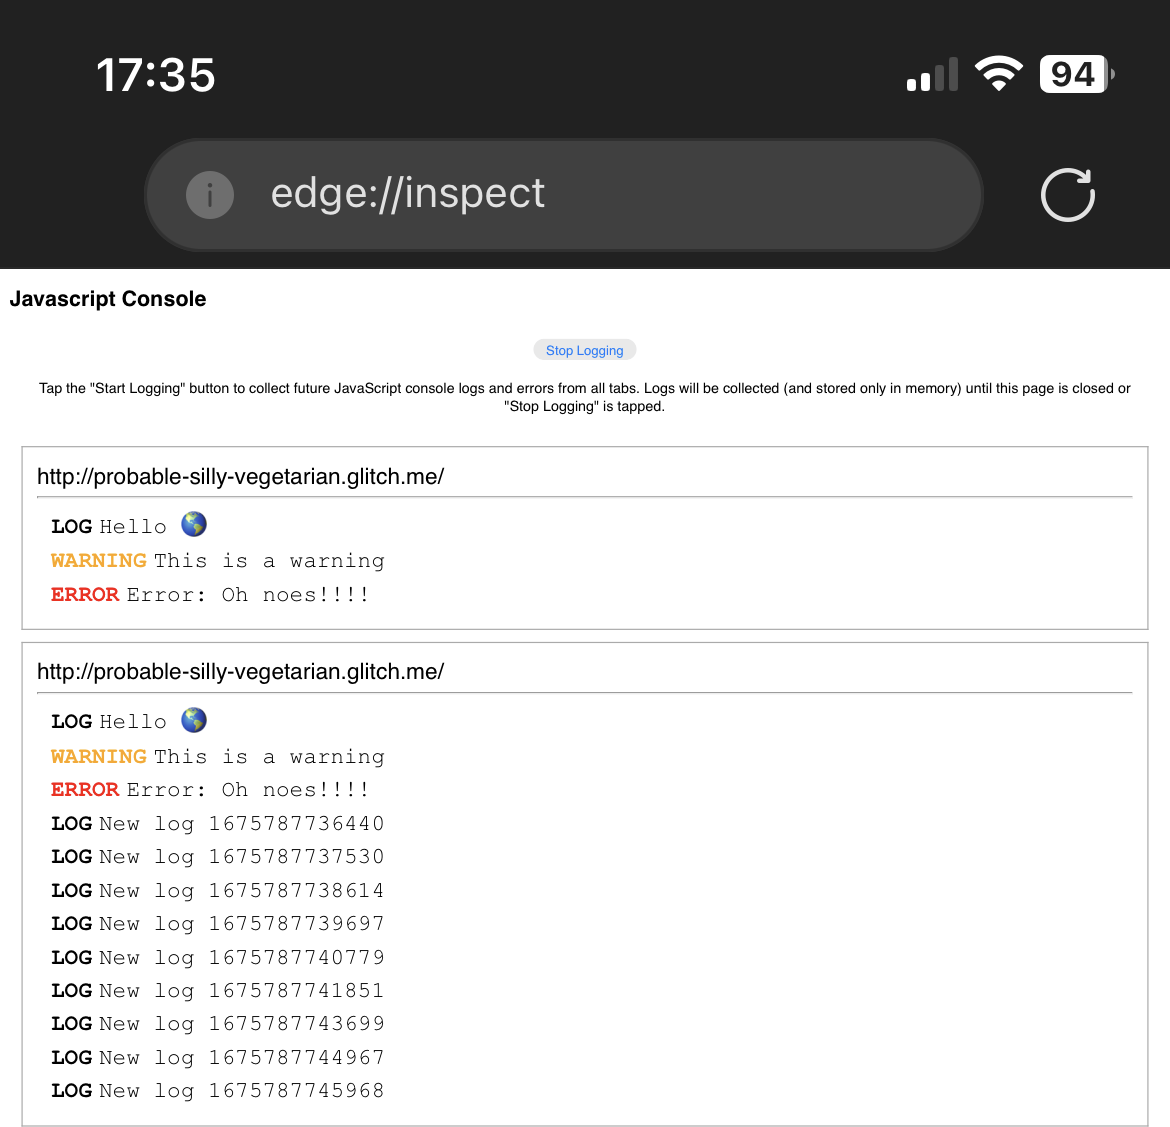 17:35
94
edge://inspect
Javascript Console
Stop Logging
Tap the "Start Logging" button to collect future JavaScript console logs and errors from all tabs. Logs will be collected (and stored only in memory) until this page is closed or
"Stop Logging" is tapped.
http://probable-silly-vegetarian.glitch.me/
LOG Hello 🌎
WARNING This is a warning
ERROR Error: Oh noes!!!!
http://probable-silly-vegetarian.glitch.me/
LOG Hello 🌎
WARNING This is a warning
ERROR Error: Oh noes!!!!
LOG New log 1675787736440
LOG New log 1675787737530
LOG New log 1675787738614
LOG New log 1675787739697
LOG New log 1675787740779
LOG New log 1675787741851
LOG New log 1675787743699
LOG New log 1675787744967
LOG New log 1675787745968